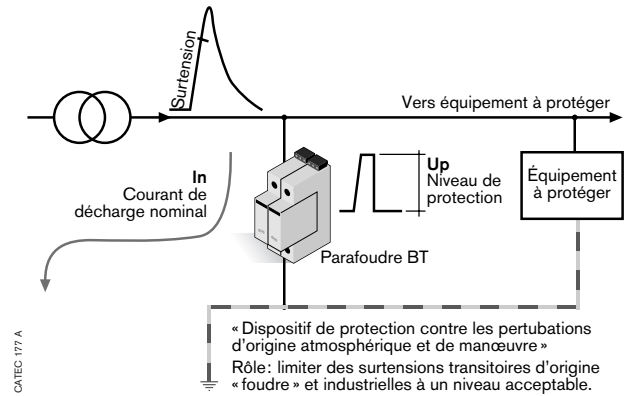 Surtension
Vers équipement à protéger
In
Courant de
décharge nominal
Up
Niveau de
protection
Équipement
à protéger
Parafoudre BT
« Dispositif de protection contre les pertubations
d'origine atmosphérique et de manœuvre »
Rôle: limiter des surtensions transitoires d'origine
« foudre » et industrielles à un niveau acceptable.
CATEC 177 A